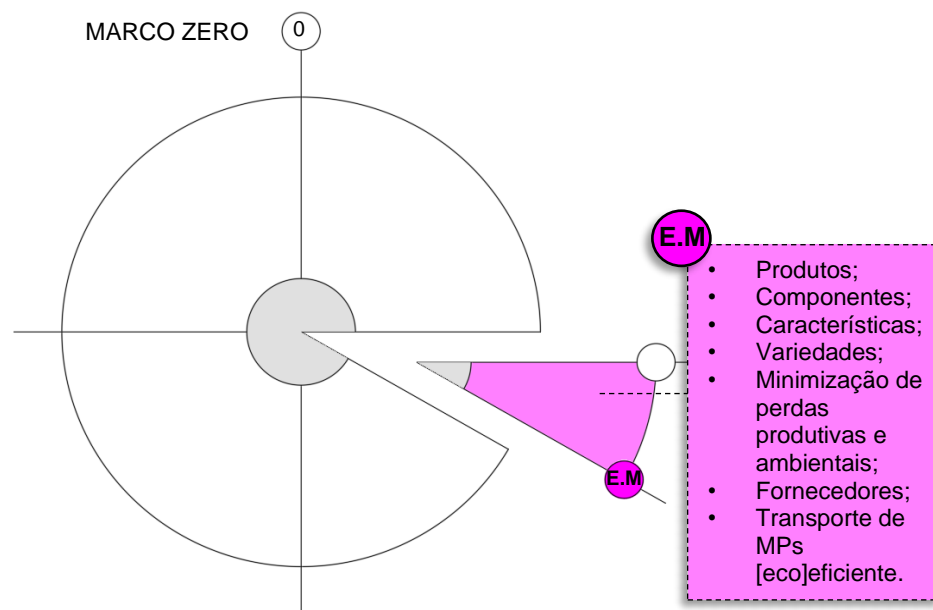 MARCO ZERO
0
E.M
• Produtos;
• Componentes;
• Características;
• Variedades;
• Minimização de
perdas
produtivas e
ambientais;
• Fornecedores;
• Transporte de
MPs
[eco]eficiente.
E.M